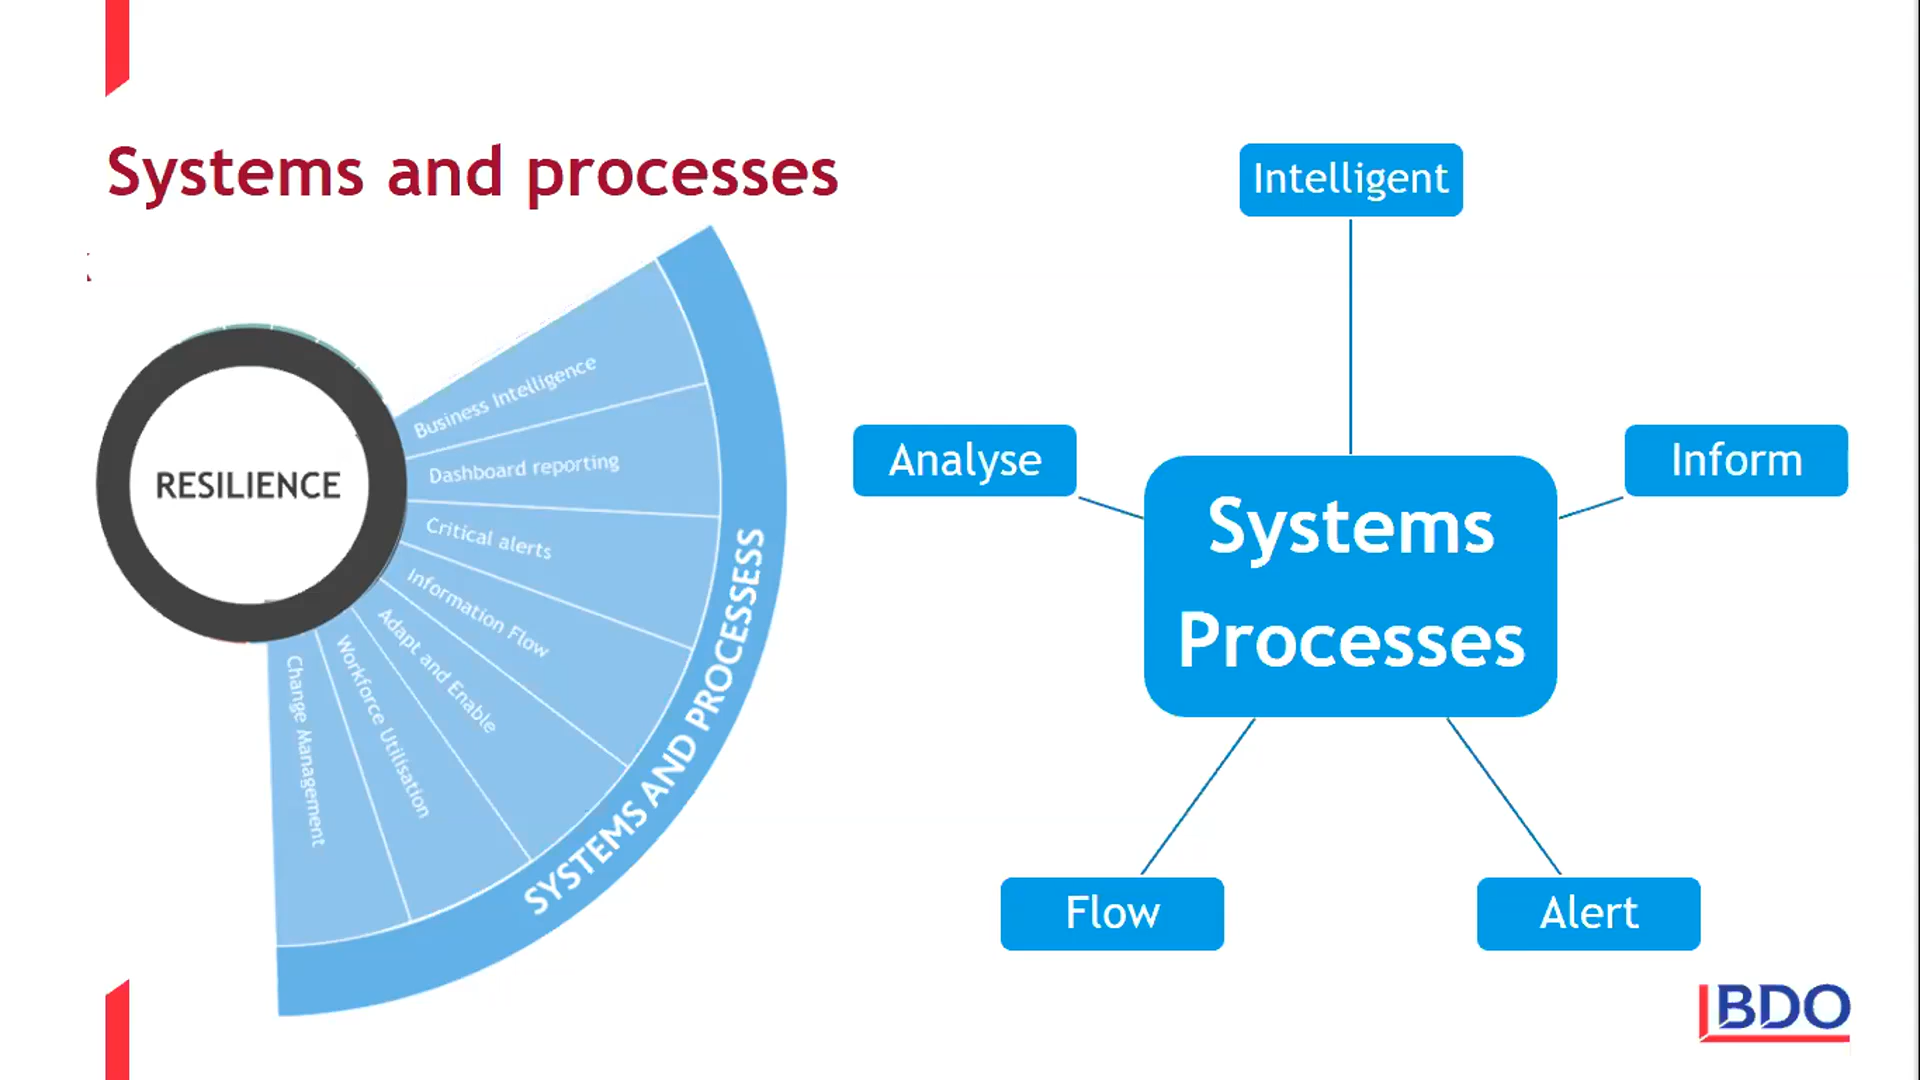 Systems and processes
RESILIENCE
Business Intelligence
Dashboard reporting
Critical alerts
Information Flow
Adapt and Enable
Workforce Utilisation
Change Management
SYSTEMS AND PROCESSESS
Intelligent
Analyse
Inform
Systems
Processes
Flow
Alert
BDO